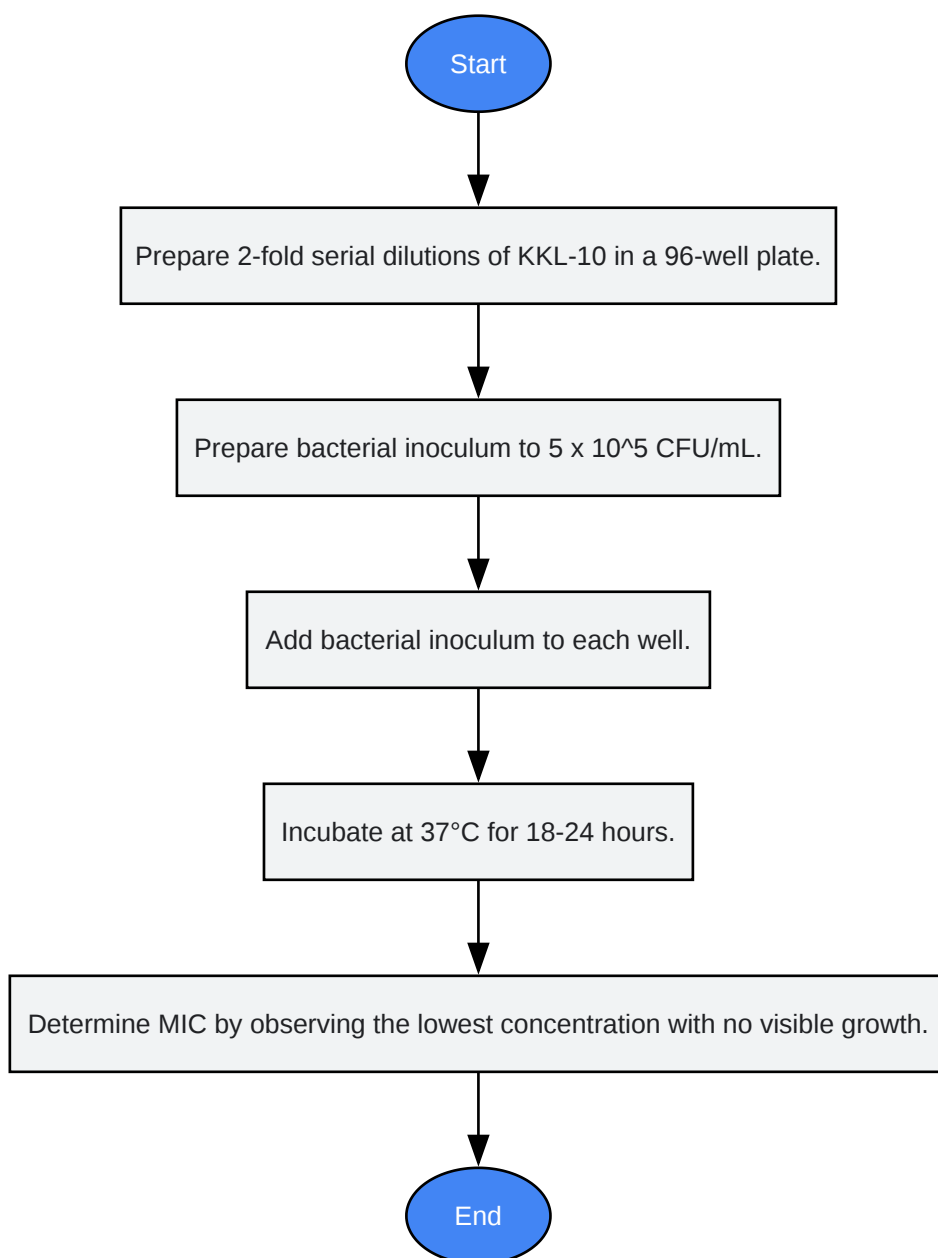 Start
Prepare 2-fold serial dilutions of KKL-10 in a 96-well plate.
Prepare bacterial inoculum to 5 x 10^5 CFU/mL.
Add bacterial inoculum to each well.
Incubate at 37°C for 18-24 hours.
Determine MIC by observing the lowest concentration with no visible growth.
End